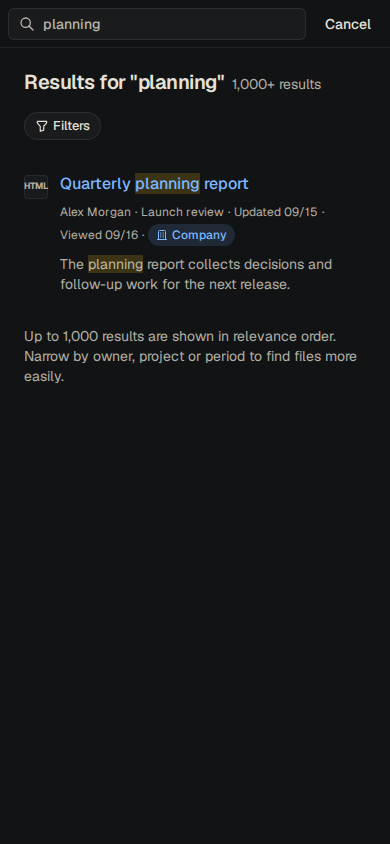 planning
Cancel
Results for "planning" 1,000+ results
Filters
HTML
Quarterly planning report
Alex Morgan · Launch review · Updated 09/15 ·
Viewed 09/16 · Company
The planning report collects decisions and
follow-up work for the next release.
Up to 1,000 results are shown in relevance order.
Narrow by owner, project or period to find files more
easily.